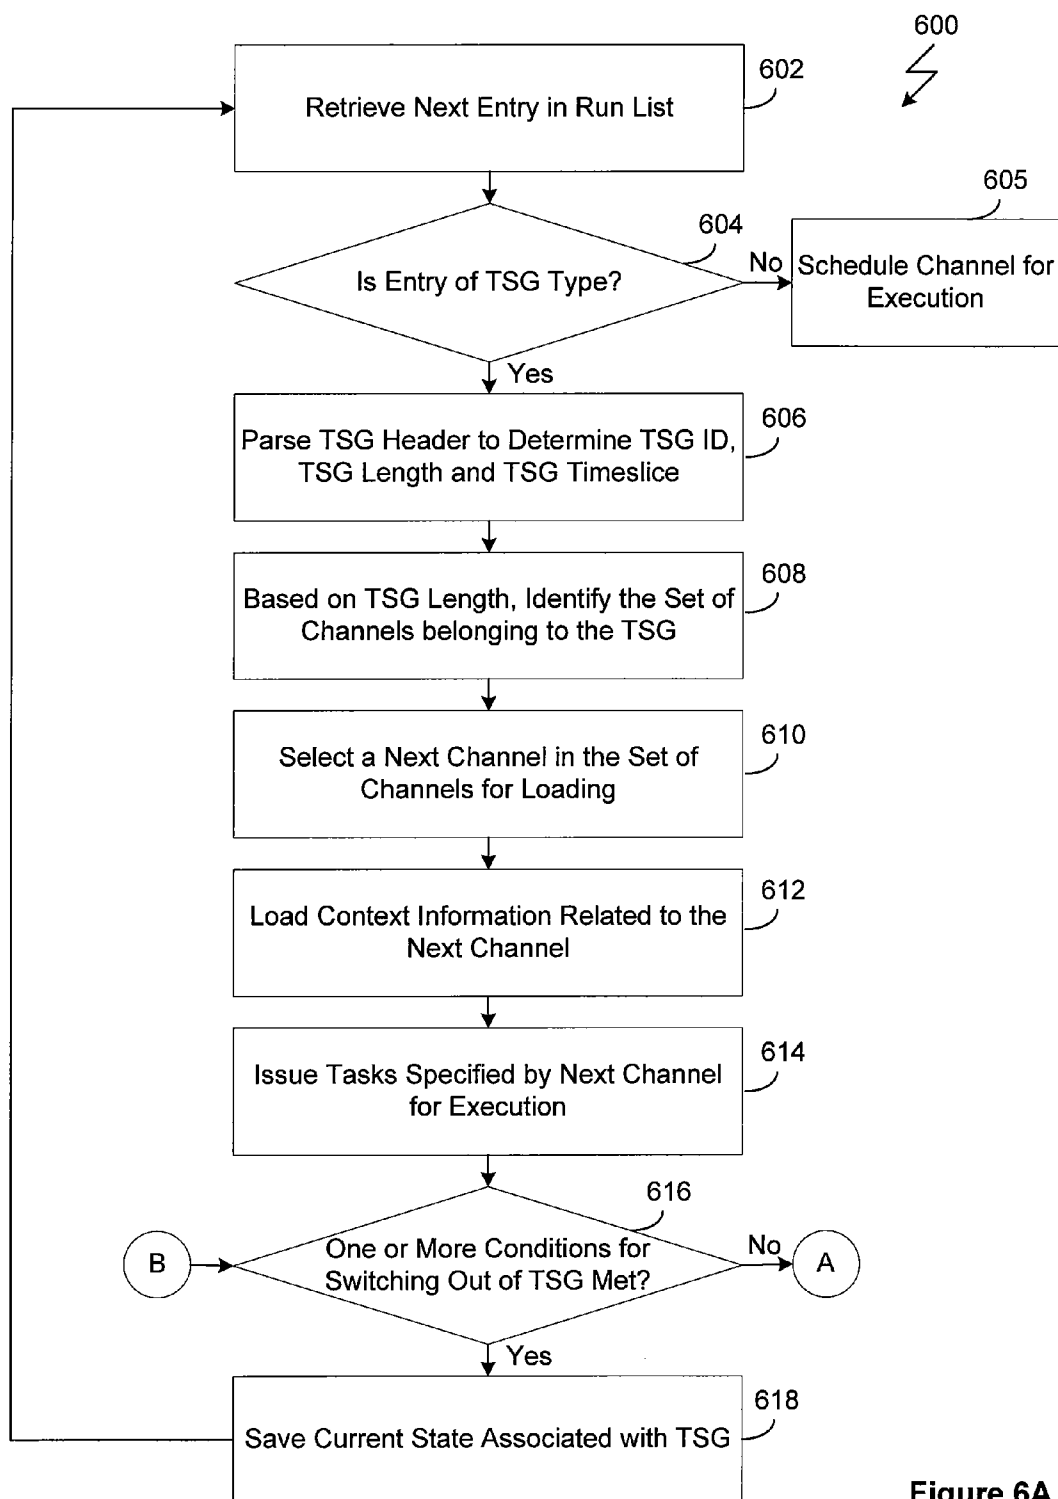 600
602
Retrieve Next Entry in Run List
605
604
Is Entry of TSG Type?
No
Schedule Channel for
Execution
Yes
606
Parse TSG Header to Determine TSG ID,
TSG Length and TSG Timeslice
608
Based on TSG Length, Identify the Set of
Channels belonging to the TSG
610
Select a Next Channel in the Set of
Channels for Loading
612
Load Context Information Related to the
Next Channel
614
Issue Tasks Specified by Next Channel
for Execution
616
B
One or More Conditions for
Switching Out of TSG Met?
No
A
Yes
618
Save Current State Associated with TSG
Figure 6A